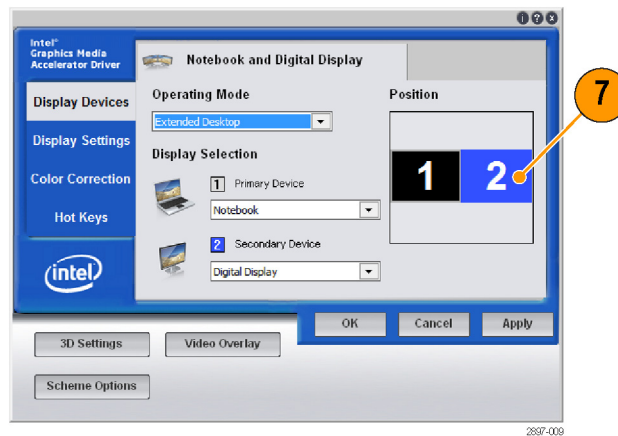 Intel®
Graphics Media
Accelerator Driver
Notebook and Digital Display
Display Devices
Display Settings
Color Correction
Hot Keys
intel
Operating Mode
Extended Desktop
Display Selection
1 Primary Device
Notebook
2 Secondary Device
Digital Display
Position
1 2
7
OK Cancel Apply
3D Settings Video Overlay
Scheme Options
2897-009